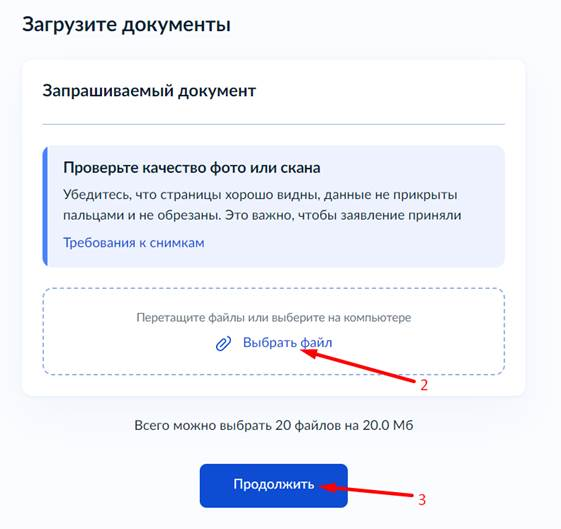 Загрузите документы
Запрашиваемый документ
Проверьте качество фото или скана
Убедитесь, что страницы хорошо видны, данные не прикрыты
пальцами и не обрезаны. Это важно, чтобы заявление приняли
Требования к снимкам
Перетащите файлы или выберите на компьютере
Выбрать файл
2
Всего можно выбрать 20 файлов на 20.0 Мб
Продолжить
3